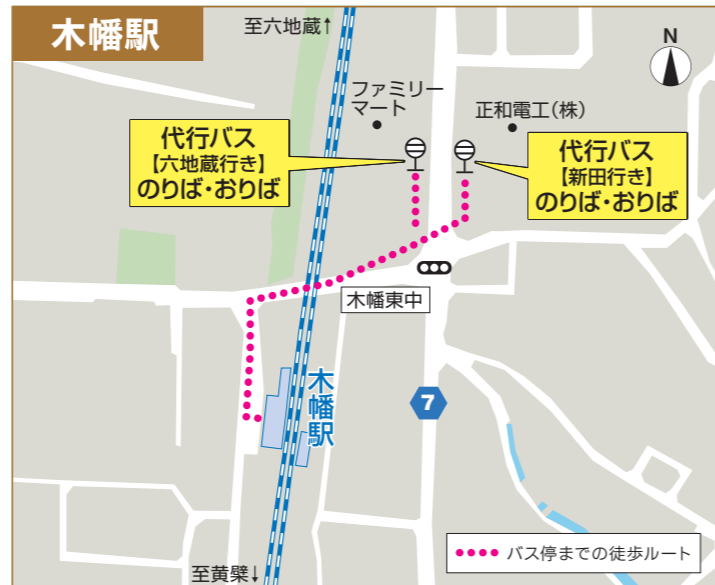 木幡駅
至六地蔵↑
N
ファミリー
マート
正和電工(株)
代行バス
【六地蔵行き】
のりば・おりば
代行バス
【新田行き】
のりば・おりば
木幡東中
木幡駅
7
至黄檗↓
バス停までの徒歩ルート